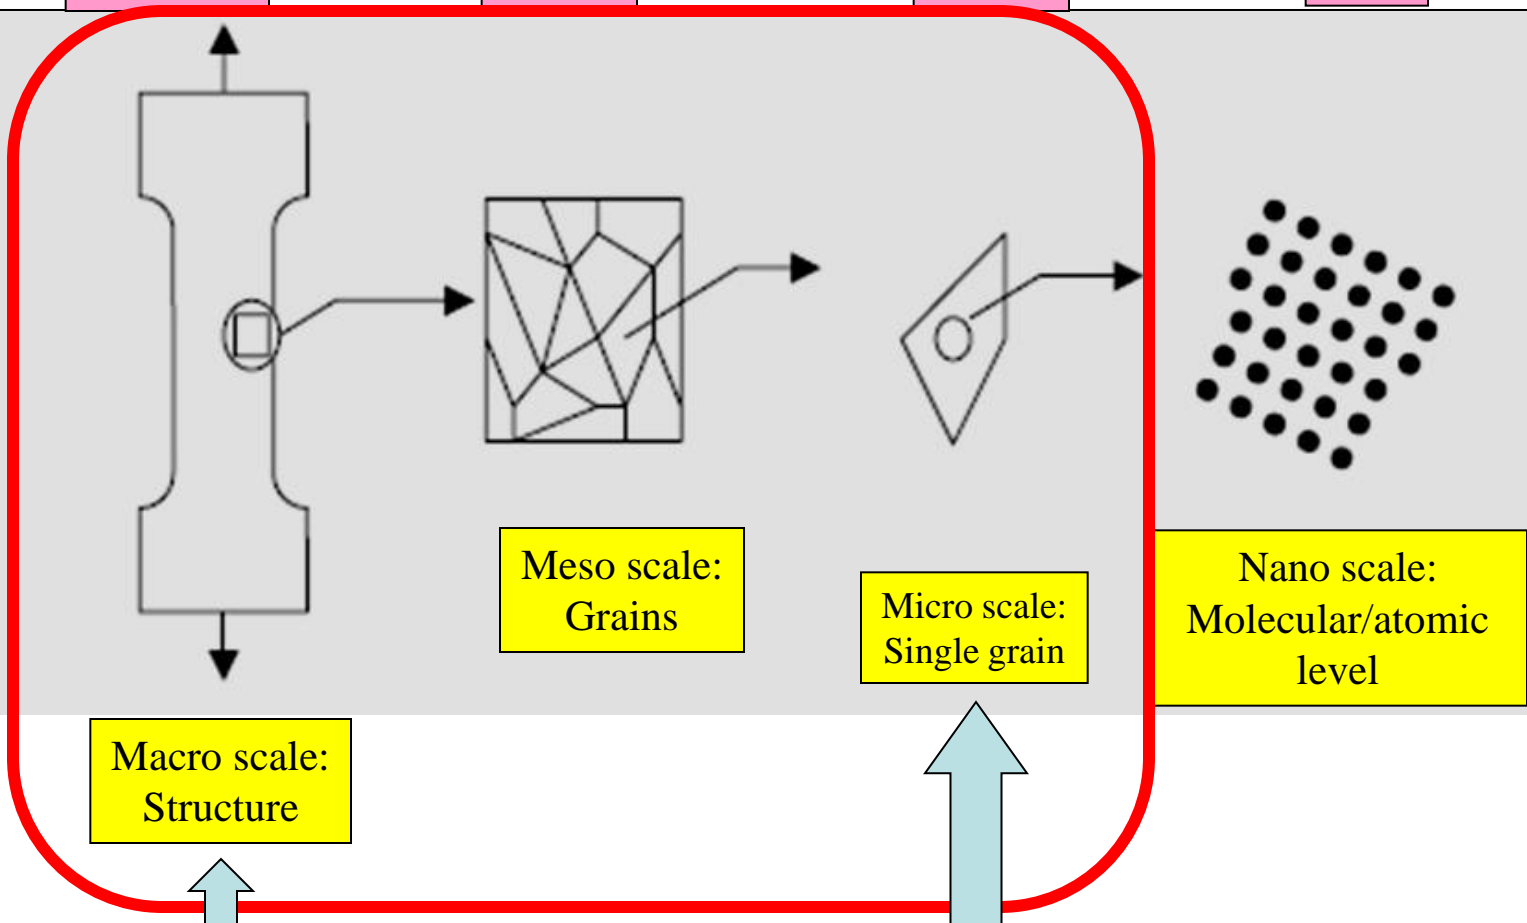 Meso scale:
Grains
Micro scale:
Single grain
Nano scale:
Molecular/atomic
level
Macro scale:
Structure